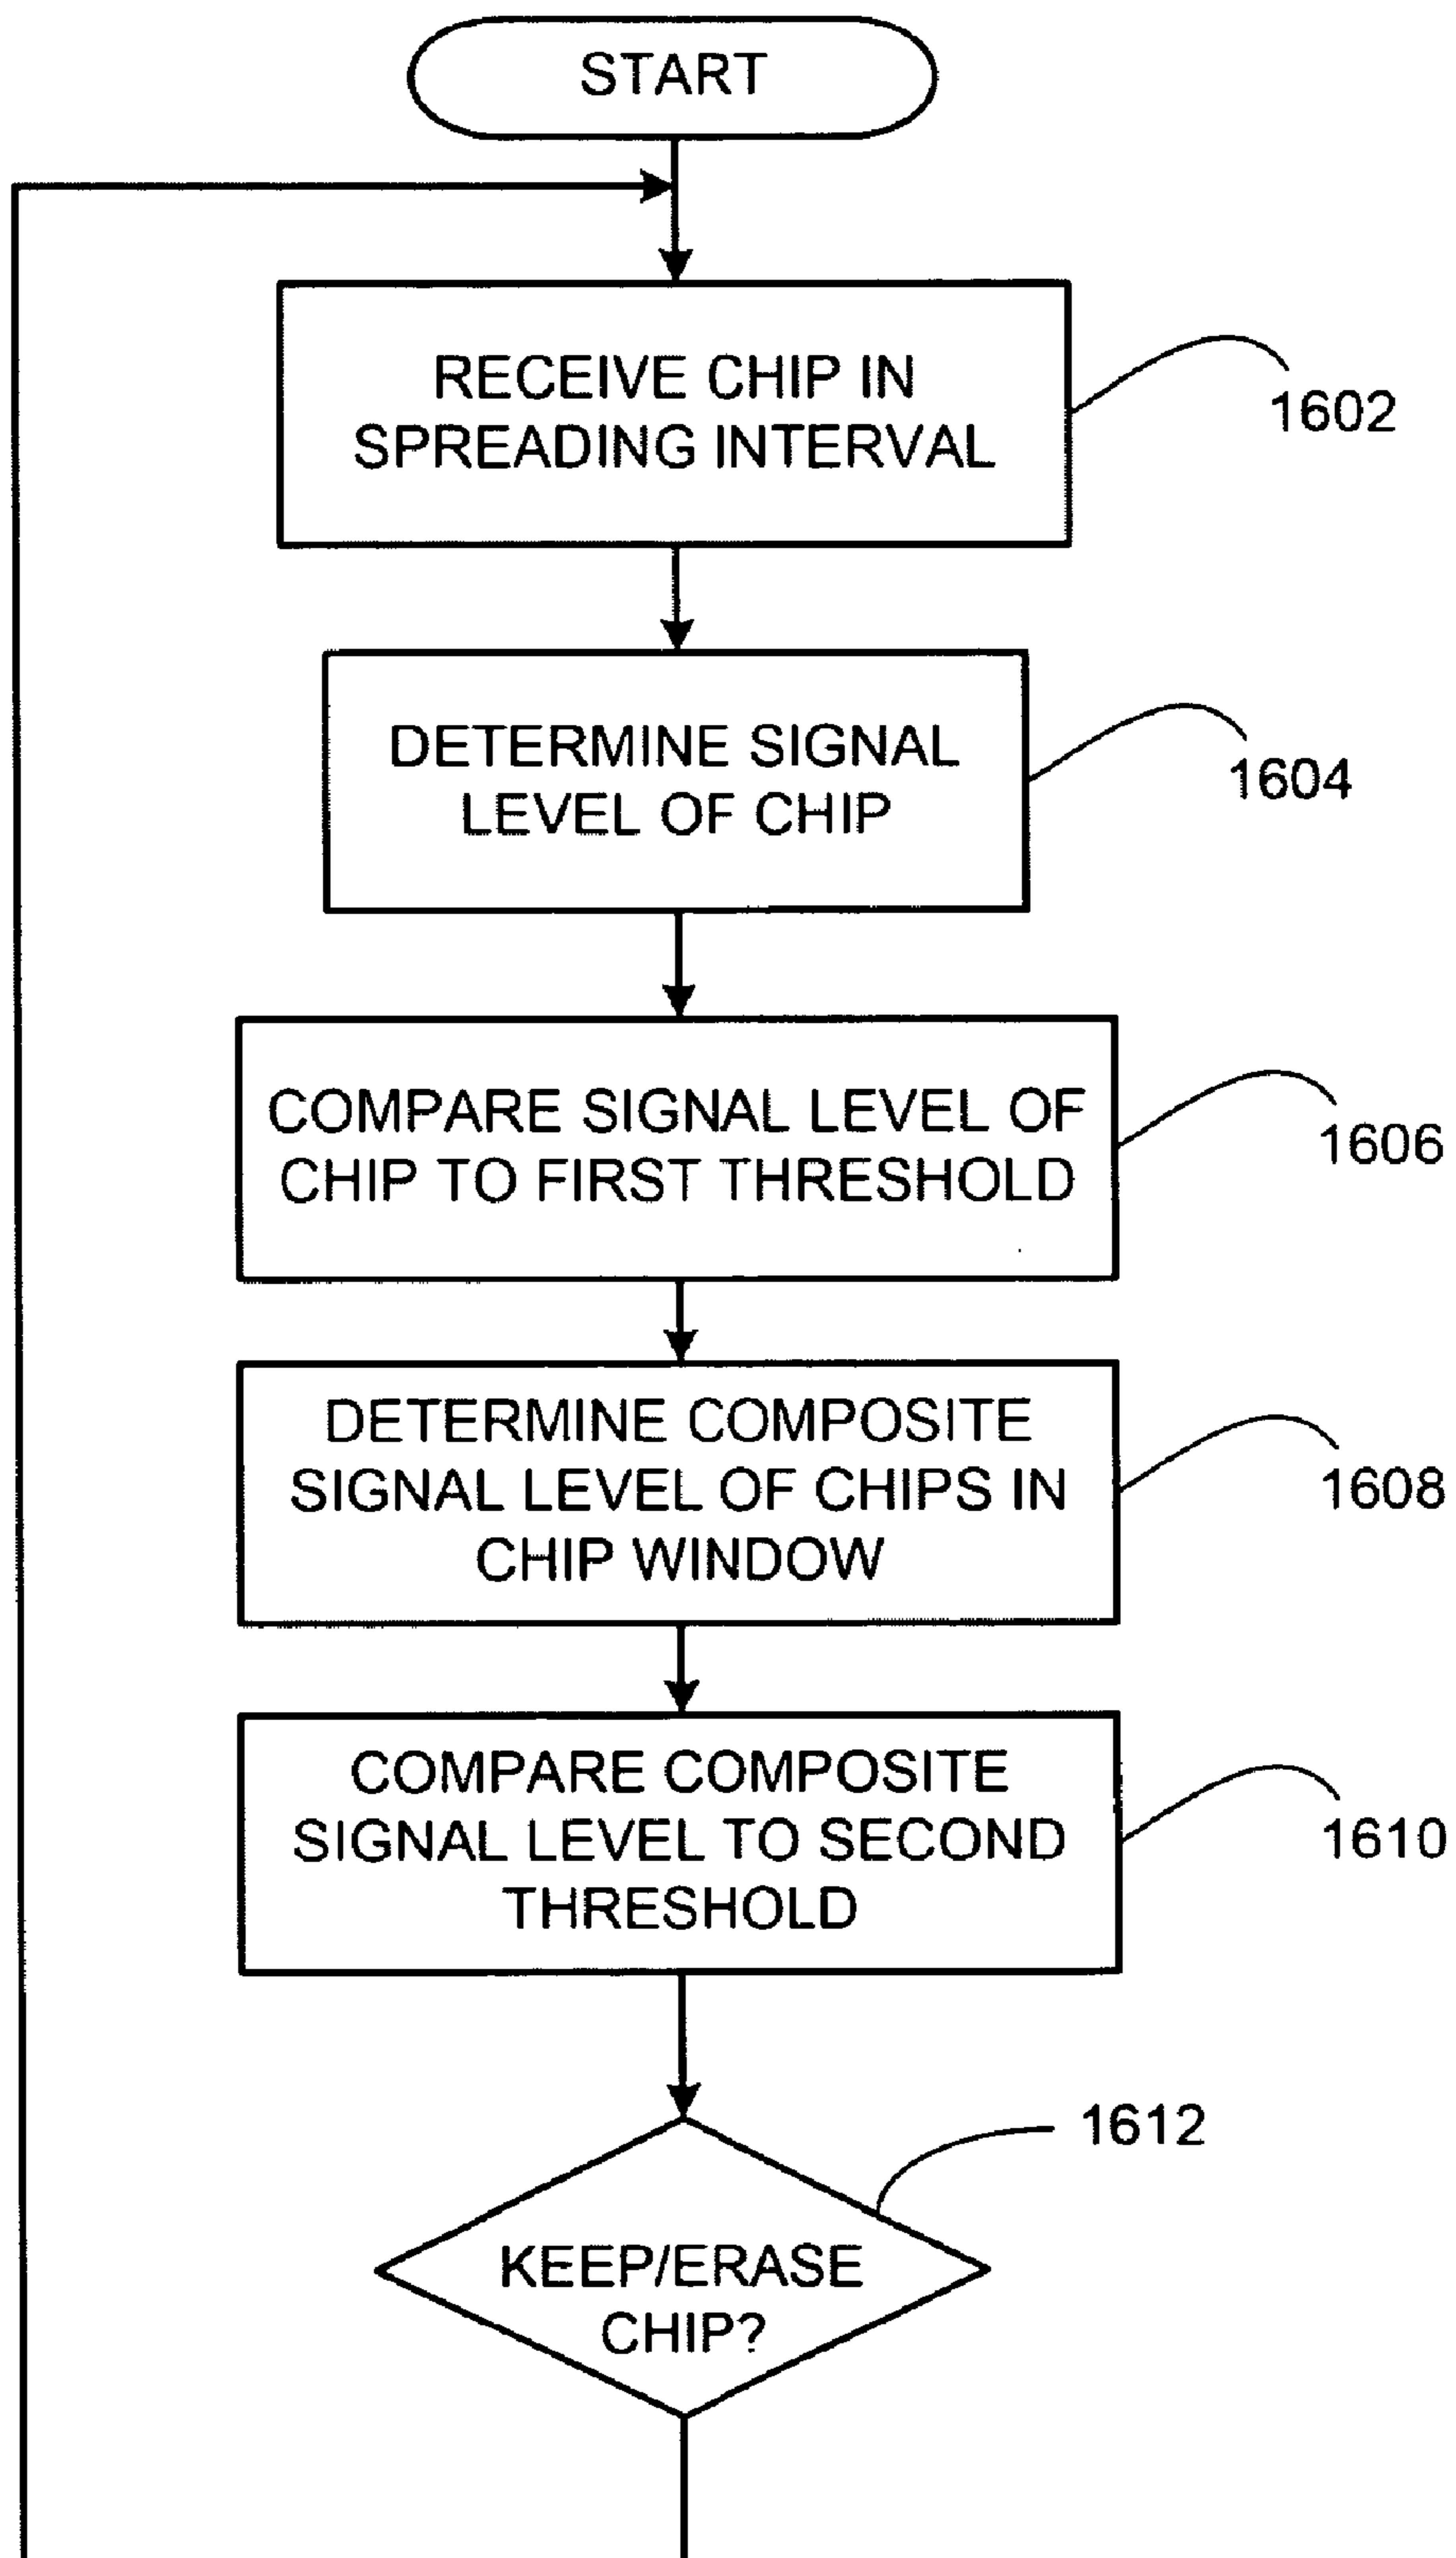 START
RECEIVE CHIP IN
SPREADING INTERVAL
1602
DETERMINE SIGNAL
LEVEL OF CHIP
1604
COMPARE SIGNAL LEVEL OF
CHIP TO FIRST THRESHOLD
1606
DETERMINE COMPOSITE
SIGNAL LEVEL OF CHIPS IN
CHIP WINDOW
1608
COMPARE COMPOSITE
SIGNAL LEVEL TO SECOND
THRESHOLD
1610
1612
KEEP/ERASE
CHIP?